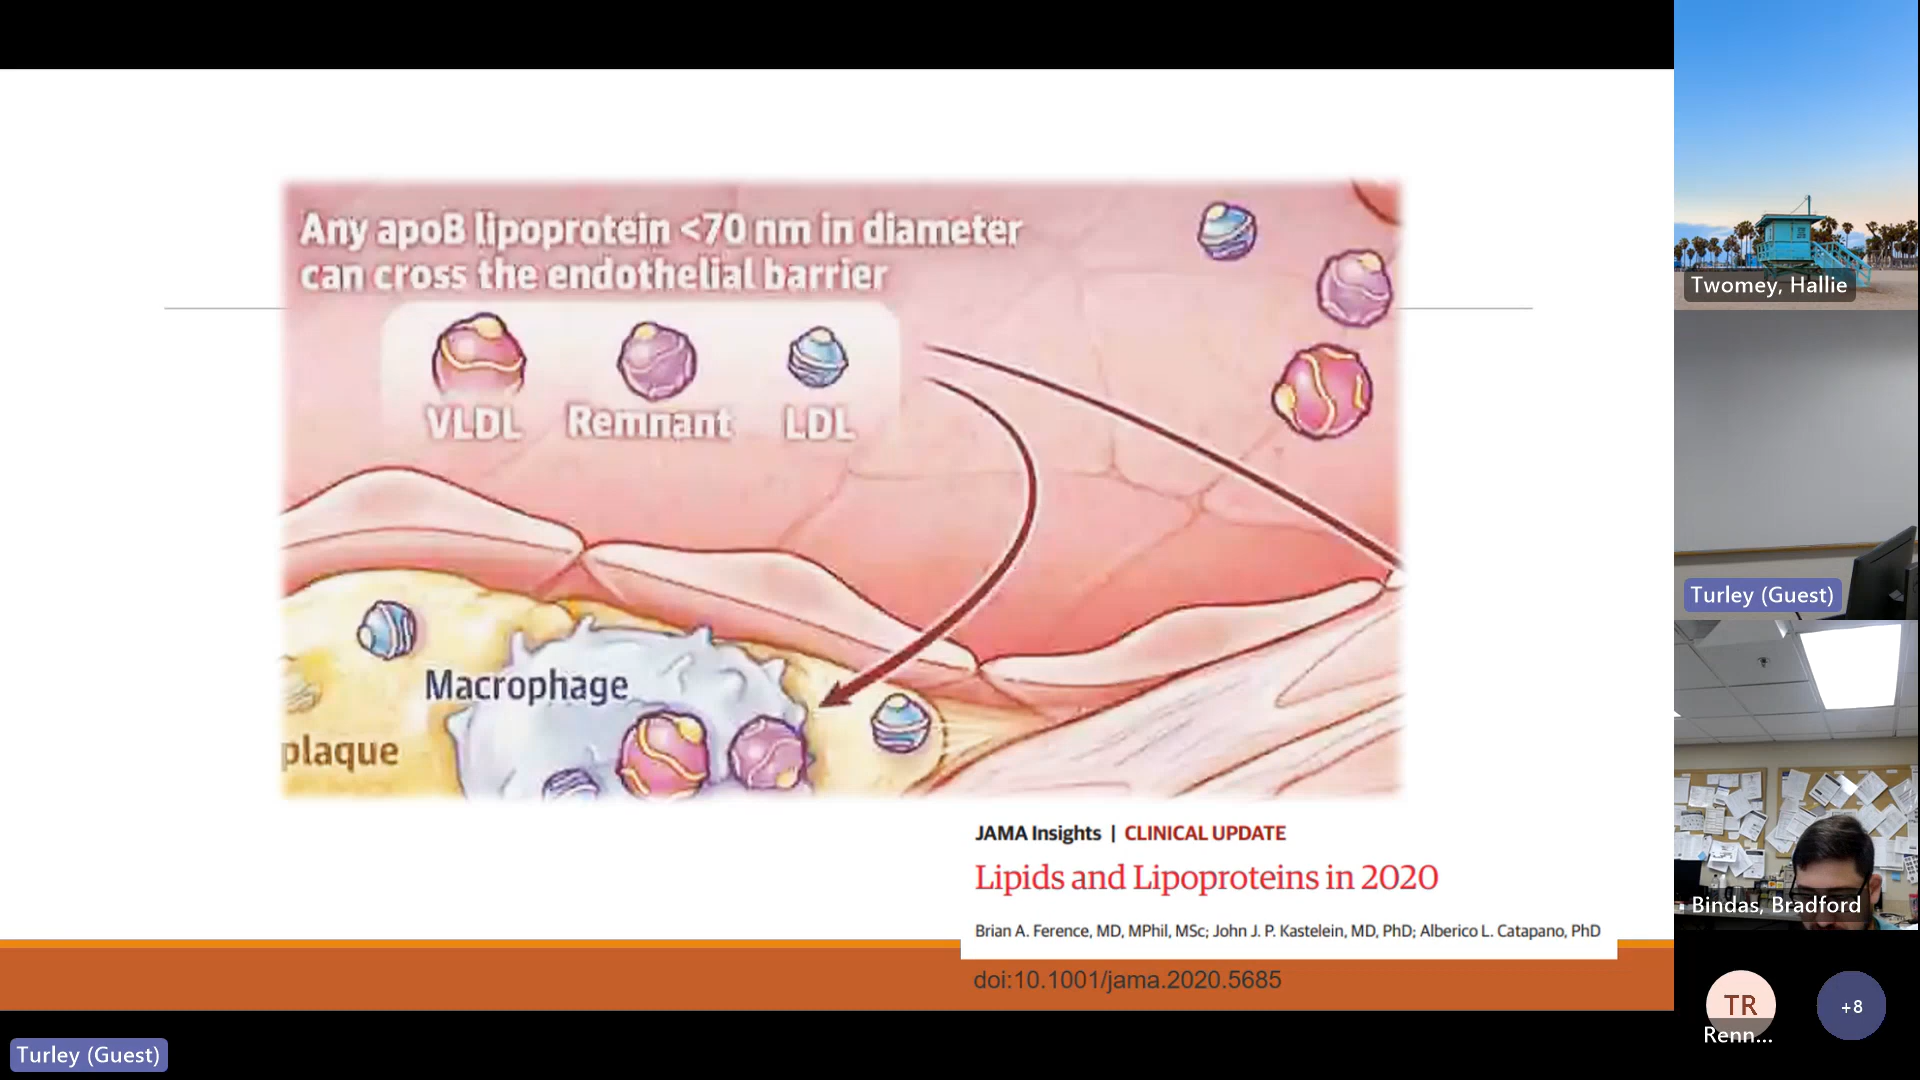 Any apoB lipoprotein <70 nm in diameter
can cross the endothelial barrier
VLDL Remnant LDL
Macrophage
plaque
JAMA Insights | CLINICAL UPDATE
Lipids and Lipoproteins in 2020
Brian A. Ference, MD, MPhil, MSc; John J. P. Kastelein, MD, PhD; Alberico L. Catapano, PhD
doi:10.1001/jama.2020.5685
Turley (Guest)
Twomey, Hallie
Turley (Guest)
Bindas, Bradford
TR
Renn...
+8